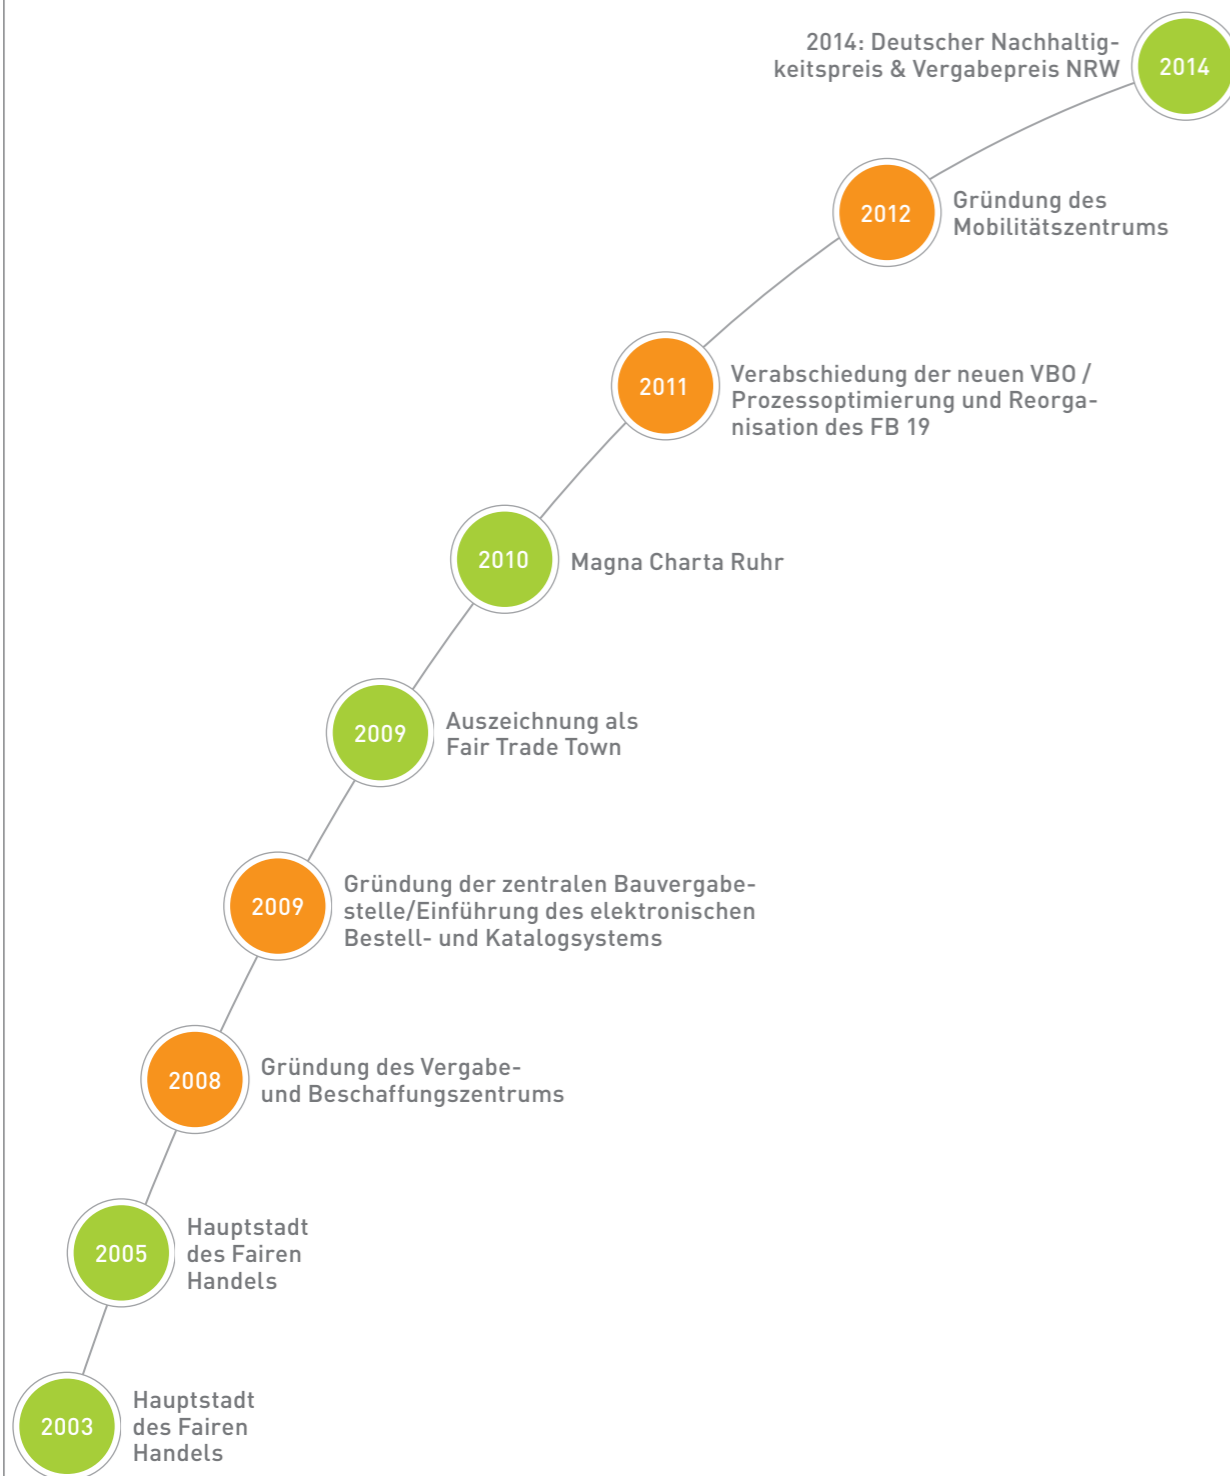 2014: Deutscher Nachhaltig-
keitspreis & Vergabepreis NRW
2014
2012
Gründung des
Mobilitätszentrums
2011
Verabschiedung der neuen VBO /
Prozessoptimierung und Reorga-
nisation des FB 19
2010
Magna Charta Ruhr
2009
Auszeichnung als
Fair Trade Town
2009
Gründung der zentralen Bauvergabe-
stelle/Einführung des elektronischen
Bestell- und Katalogsystems
2008
Gründung des Vergabe-
und Beschaffungszentrums
2005
Hauptstadt
des Fairen
Handels
2003
Hauptstadt
des Fairen
Handels